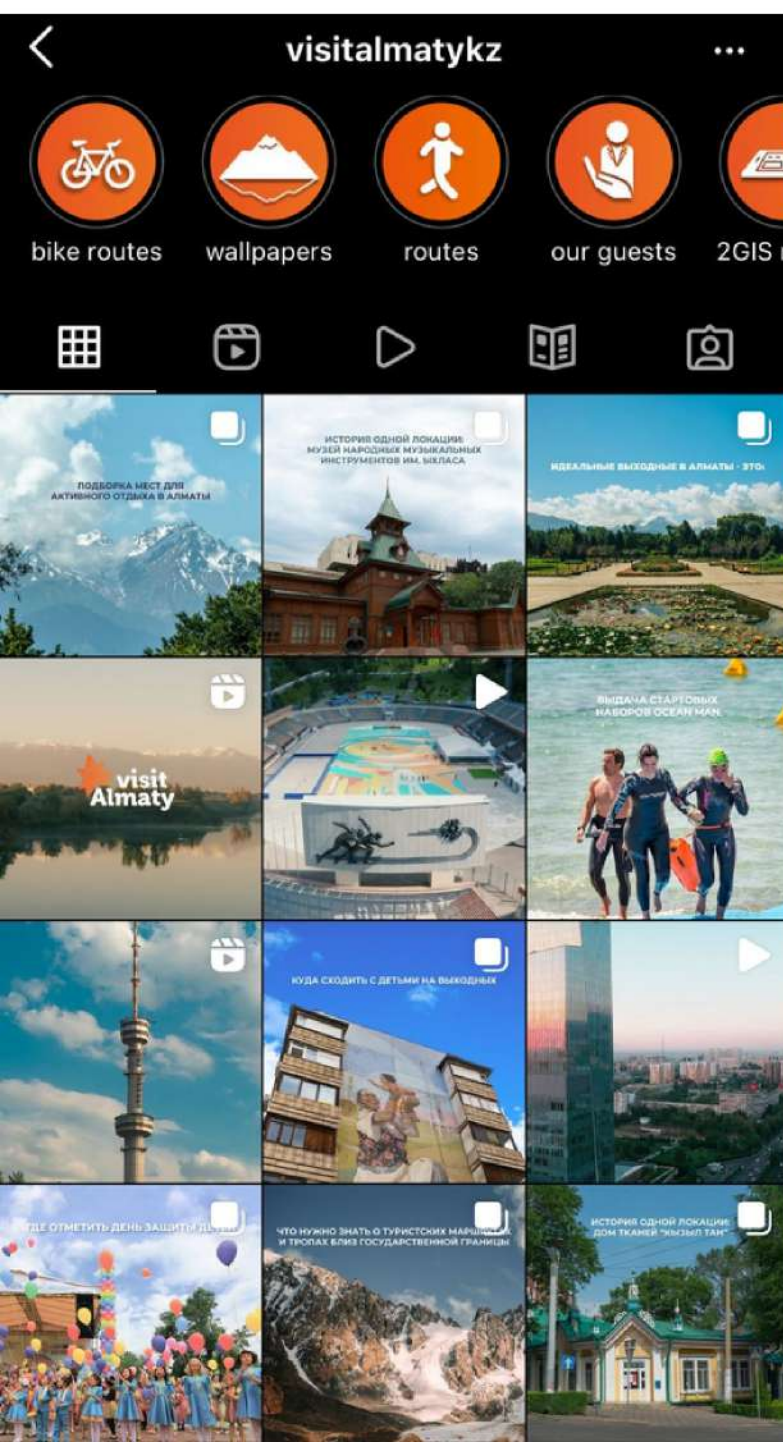 visitalmatykz
bike routes
wallpapers
routes
our guests
2GIS
ПОДБОРКА МЕСТ ДЛЯ
АКТИВНОГО ОТДЫХА В АЛМАТЫ
ИСТОРИЯ ОДНОЙ ЛОКАЦИИ:
МУЗЕЙ НАРОДНЫХ МУЗЫКАЛЬНЫХ
ИНСТРУМЕНТОВ ИМ. ЫХЛАСА
ИДЕАЛЬНЫЕ ВЫХОДНЫЕ В АЛМАТЫ - ЭТО:
visit
Almaty
ВЫДАЧА СТАРТОВЫХ
НАБОРОВ OCEAN MAN
КУДА СХОДИТЬ С ДЕТЬМИ НА ВЫХОДНЫХ
ГДЕ ОТМЕТИТЬ ДЕНЬ ЗАЩИТЫ
ЧТО НУЖНО ЗНАТЬ О ТУРИСТСКИХ
И ТРОПАХ БЛИЗ ГОСУДАРСТВЕННОЙ ГРАНИЦЫ
ИСТОРИЯ ОДНОЙ ЛОКАЦИИ:
ДОМ ТКАНЕЙ "КЫЗЫЛ ТАН"